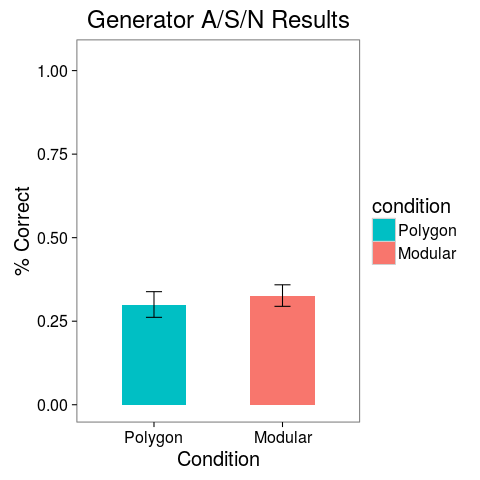 Generator A/S/N Results
1.00
0.75
0.50
0.25
0.00
% Correct
Polygon
Modular
Condition
condition
Polygon
Modular